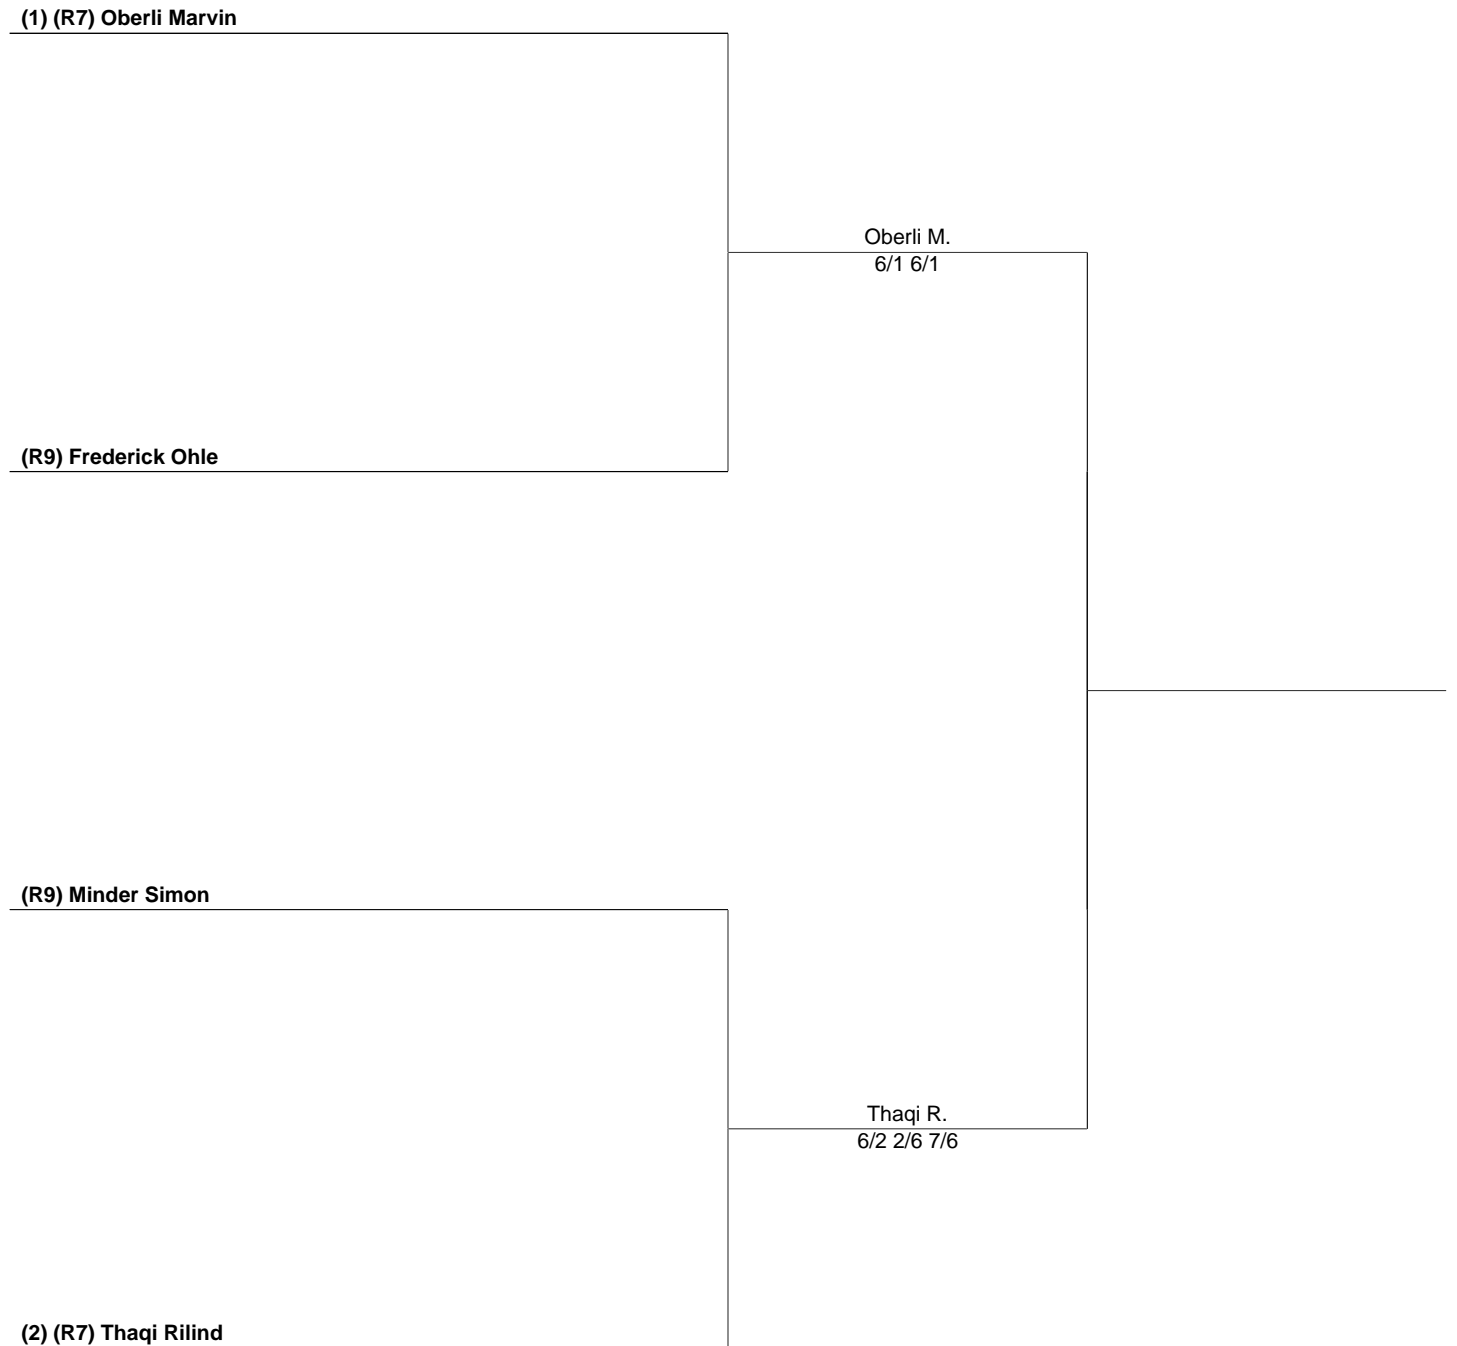 (1) (R7) Oberli Marvin
Oberli M.
6/1 6/1
(R9) Frederick Ohle
(R9) Minder Simon
Thaqi R.
6/2 2/6 7/6
(2) (R7) Thaqi Rilind